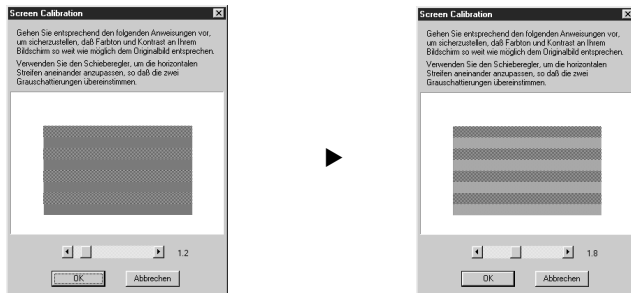 Screen Calibration
Gehen Sie entsprechend den folgenden Anweisungen vor,
um sicherzustellen, daß Farbton und Kontrast an Ihrem
Bildschirm so weit wie möglich dem Originalbild entsprechen.
Verwenden Sie den Schieberegler, um die horizontalen
Streifen aneinander anzupassen, so daß die zwei
Grauschattierungen übereinstimmen.
1.2
OK Abbrechen
Screen Calibration
Gehen Sie entsprechend den folgenden Anweisungen vor,
um sicherzustellen, daß Farbton und Kontrast an Ihrem
Bildschirm so weit wie möglich dem Originalbild entsprechen.
Verwenden Sie den Schieberegler, um die horizontalen
Streifen aneinander anzupassen, so daß die zwei
Grauschattierungen übereinstimmen.
1.8
OK Abbrechen